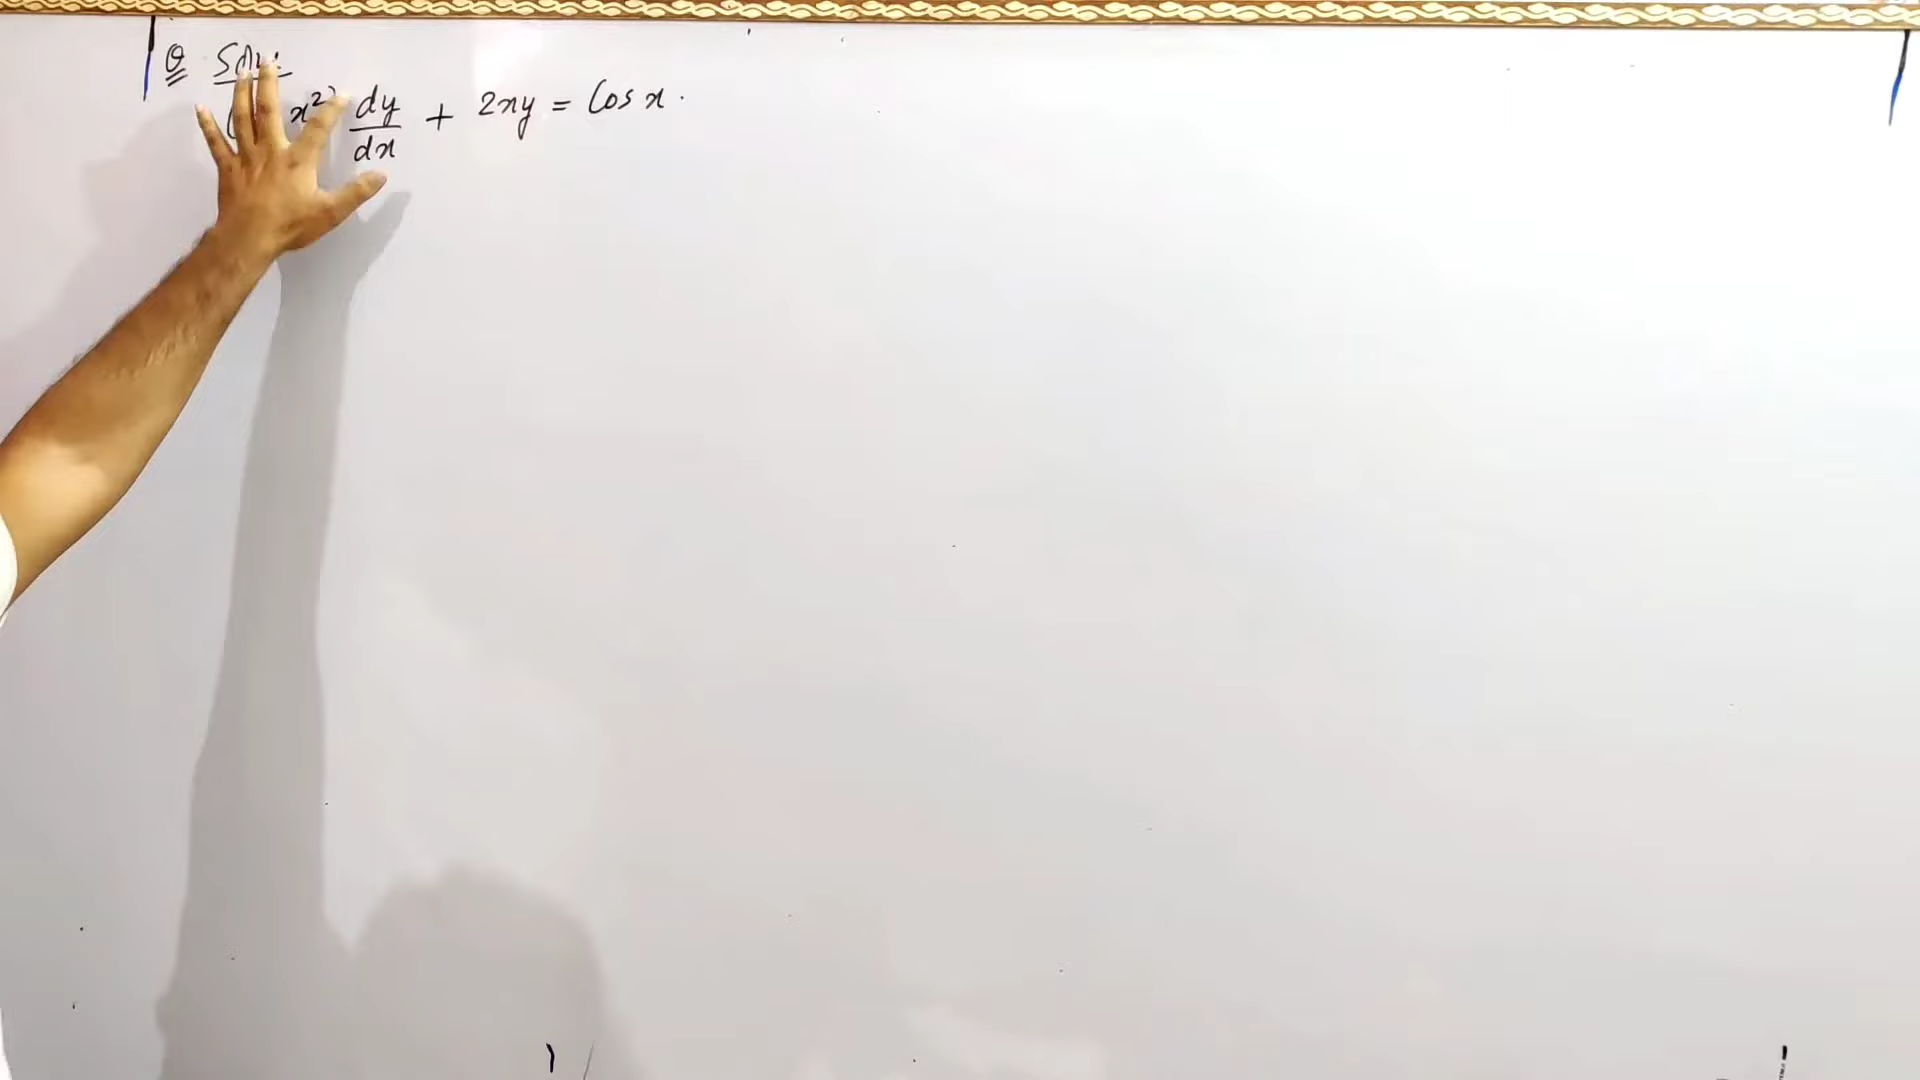 Q Solve
( x²) dy/dx + 2xy = Cos x.